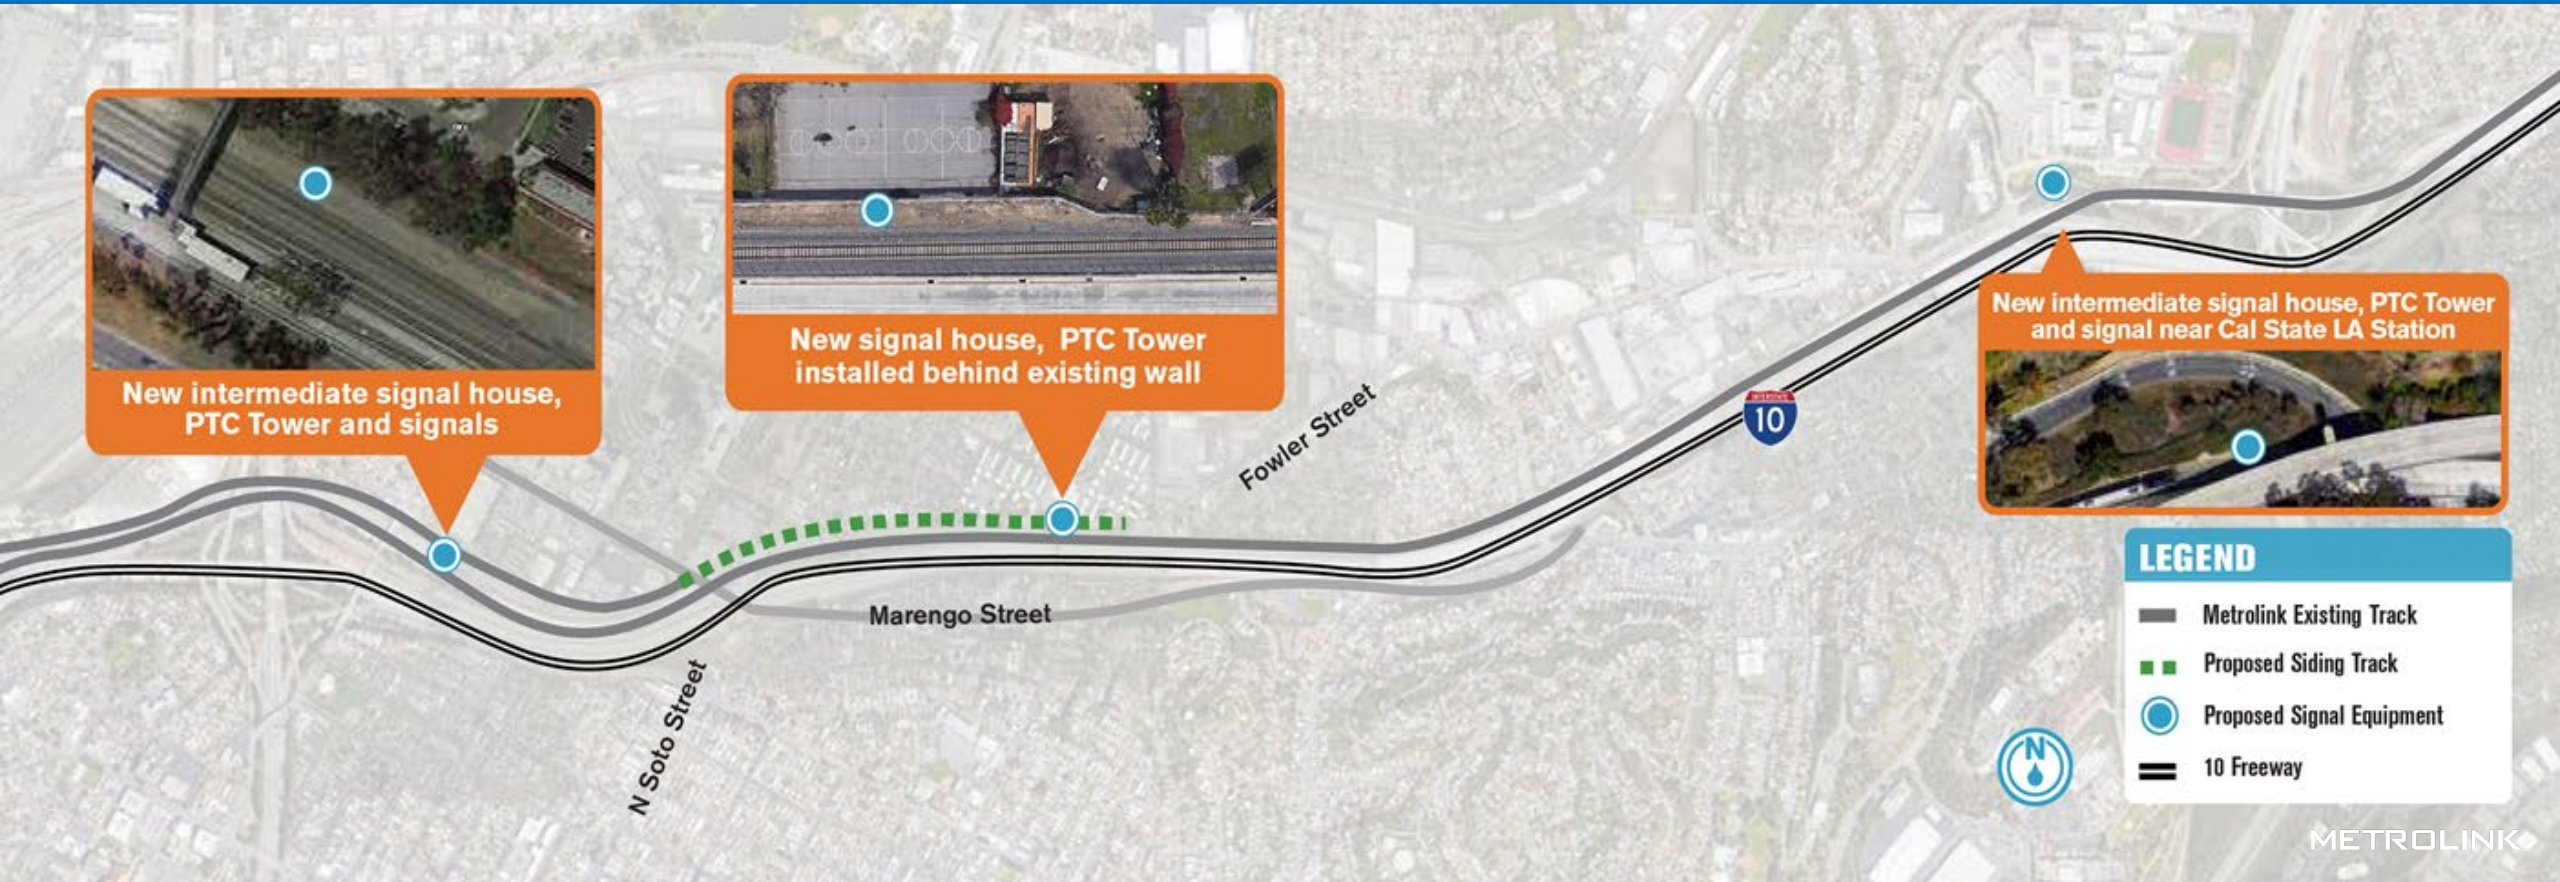 New intermediate signal house,
PTC Tower and signals
New signal house, PTC Tower
installed behind existing wall
New intermediate signal house, PTC Tower
and signal near Cal State LA Station
Fowler Street
INTERSTATE
10
Marengo Street
N Soto Street
LEGEND
Metrolink Existing Track
Proposed Siding Track
Proposed Signal Equipment
10 Freeway
N
METROLINK